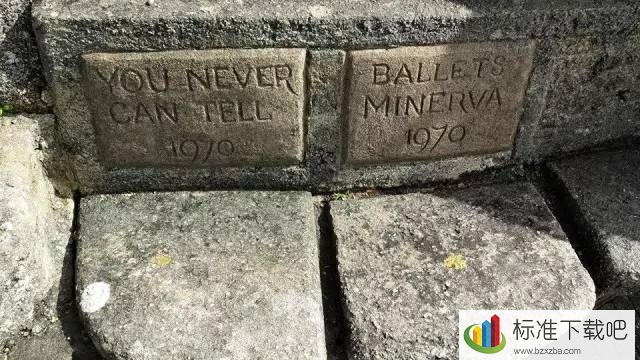 YOU NEVER
CAN TELL
1970
BALLETS
MINERVA
1970
标准下载吧
www.bzxzba.com